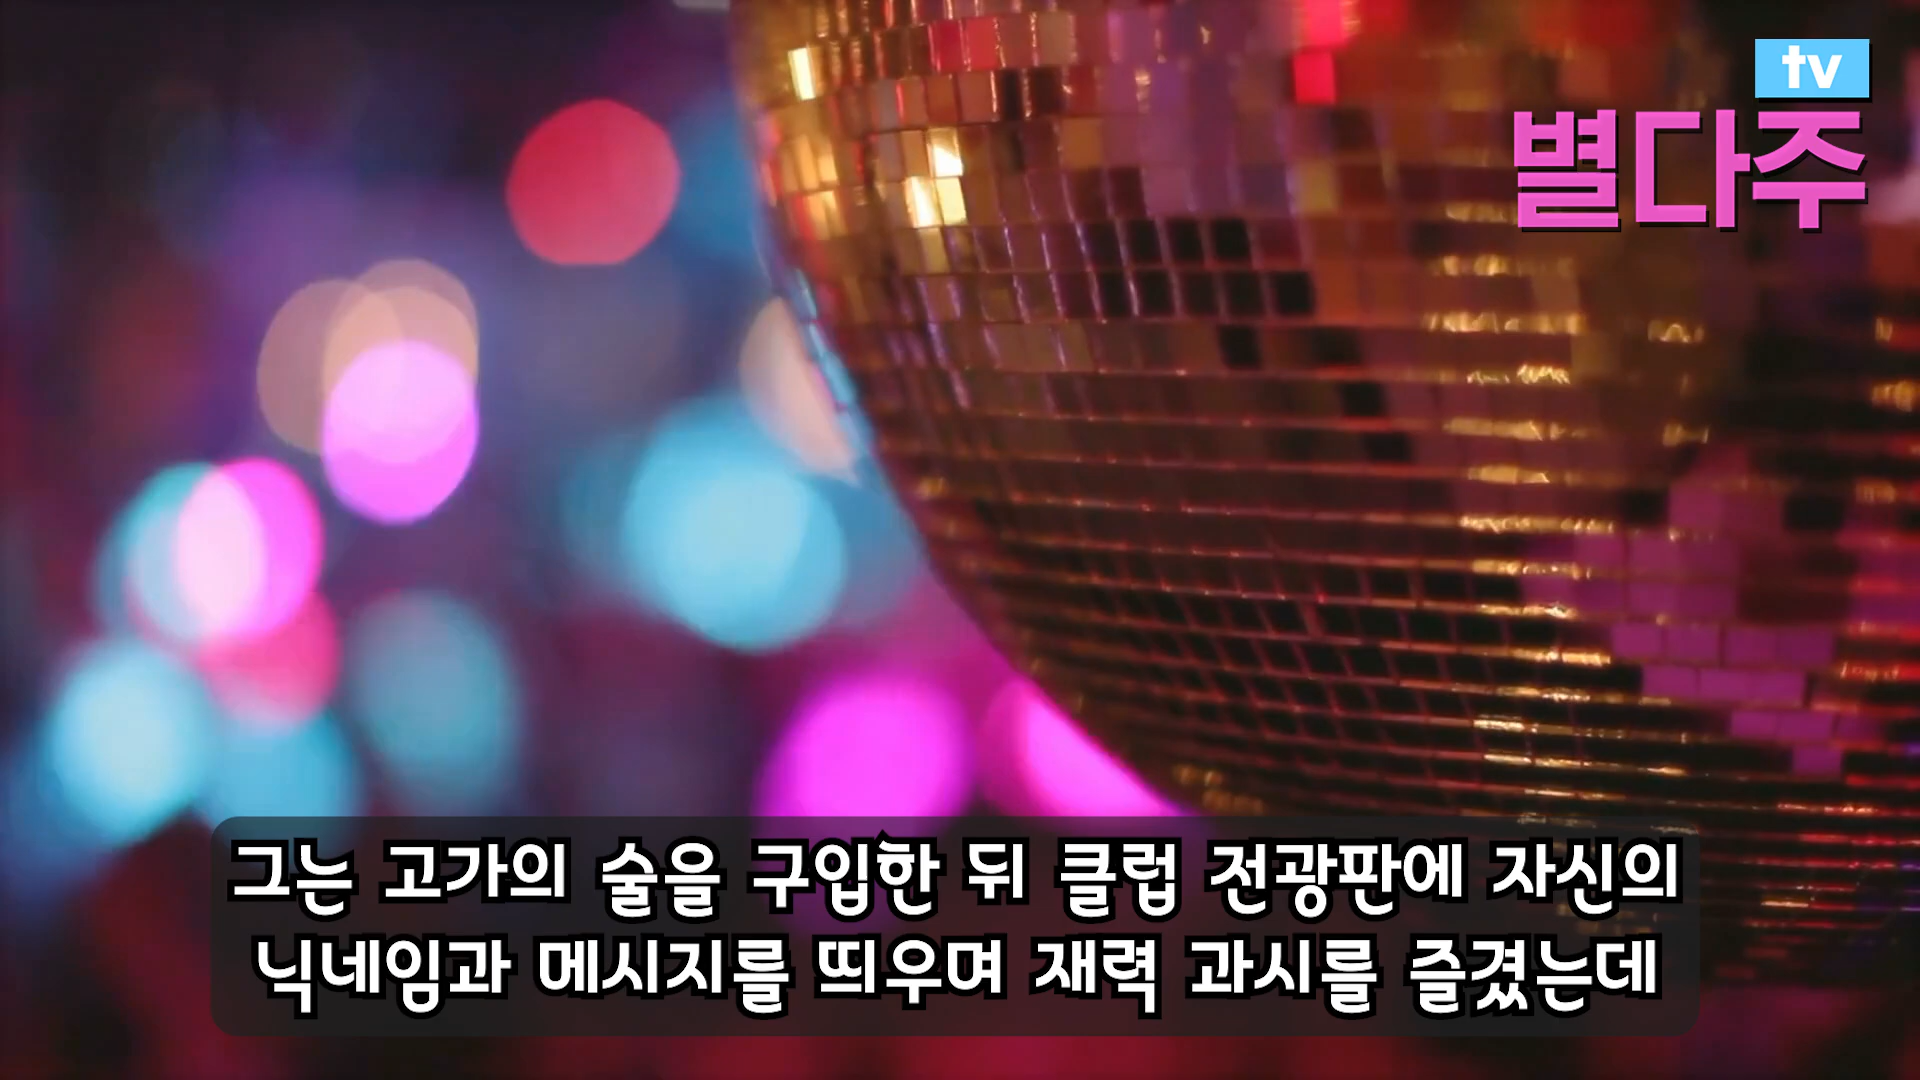 tv
별다주
그는 고가의 술을 구입한 뒤 클럽 전광판에 자신의
닉네임과 메시지를 띄우며 재력 과시를 즐겼는데